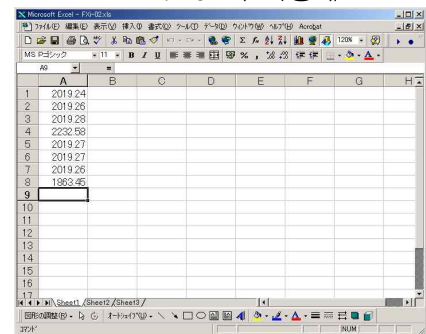 Microsoft Excel - FXi-02.xls
ファイル(F) 編集(E) 表示(V) 挿入(I) 書式(O) ツール(T) データ(D) ウィンドウ(W) ヘルプ(H) Acrobat
MS Pゴシック 11 B I U % , 120%
A9 =
A B C D E F G H
1 2019.24
2 2019.26
3 2019.28
4 2232.58
5 2019.27
6 2019.27
7 2019.26
8 1863.45
9
10
11
12
13
14
15
16
17
Sheet1 Sheet2 Sheet3
図形の調整(R) オートシェイプ(U)
コマンド NUM